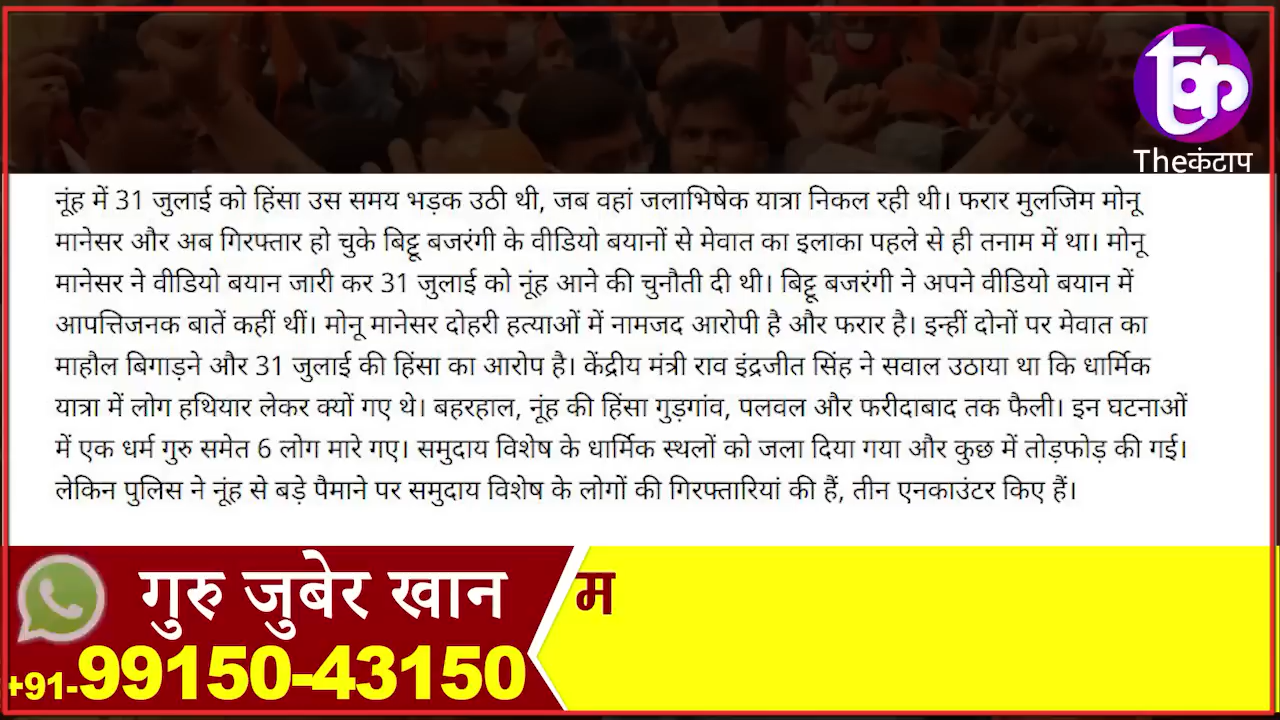 Theकंटाप
नूंह में 31 जुलाई को हिंसा उस समय भड़क उठी थी, जब वहां जलाभिषेक यात्रा निकल रही थी। फरार मुलजिम मोनू
मानेसर और अब गिरफ्तार हो चुके बिट्टू बजरंगी के वीडियो बयानों से मेवात का इलाका पहले से ही तनाम में था। मोनू
मानेसर ने वीडियो बयान जारी कर 31 जुलाई को नूंह आने की चुनौती दी थी। बिट्टू बजरंगी ने अपने वीडियो बयान में
आपत्तिजनक बातें कहीं थीं। मोनू मानेसर दोहरी हत्याओं में नामजद आरोपी है और फरार है। इन्हीं दोनों पर मेवात का
माहौल बिगाड़ने और 31 जुलाई की हिंसा का आरोप है। केंद्रीय मंत्री राव इंद्रजीत सिंह ने सवाल उठाया था कि धार्मिक
यात्रा में लोग हथियार लेकर क्यों गए थे। बहरहाल, नूंह की हिंसा गुड़गांव, पलवल और फरीदाबाद तक फैली। इन घटनाओं
में एक धर्म गुरु समेत 6 लोग मारे गए। समुदाय विशेष के धार्मिक स्थलों को जला दिया गया और कुछ में तोड़फोड़ की गई।
लेकिन पुलिस ने नूंह से बड़े पैमाने पर समुदाय विशेष के लोगों की गिरफ्तारियां की हैं, तीन एनकाउंटर किए हैं।
गुरु जुबेर खान
म
+91-99150-43150